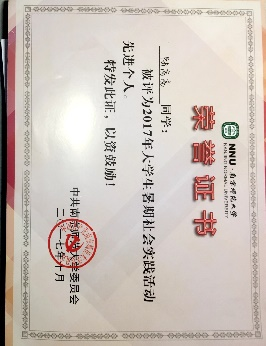 NNU
南京师范大学
NANJING NORMAL UNIVERSITY
荣誉证书
同学：
被评为2017年大学生暑期社会实践活动
先进个人。
特发此证，以资鼓励！
中共南京师范大学委员会
二〇一七年十月